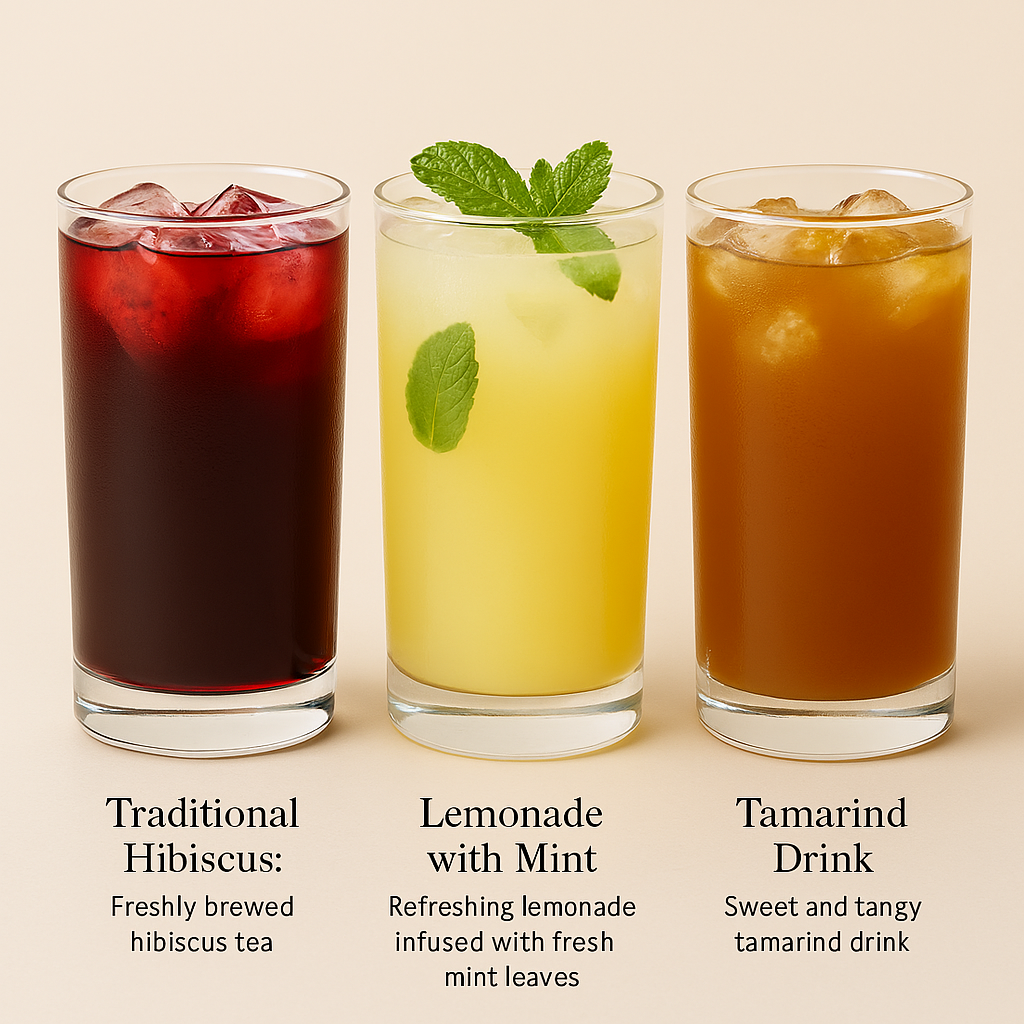 Traditional
Hibiscus:
Freshly brewed
hibiscus tea
Lemonade
with Mint
Refreshing lemonade
infused with fresh
mint leaves
Tamarind
Drink
Sweet and tangy
tamarind drink